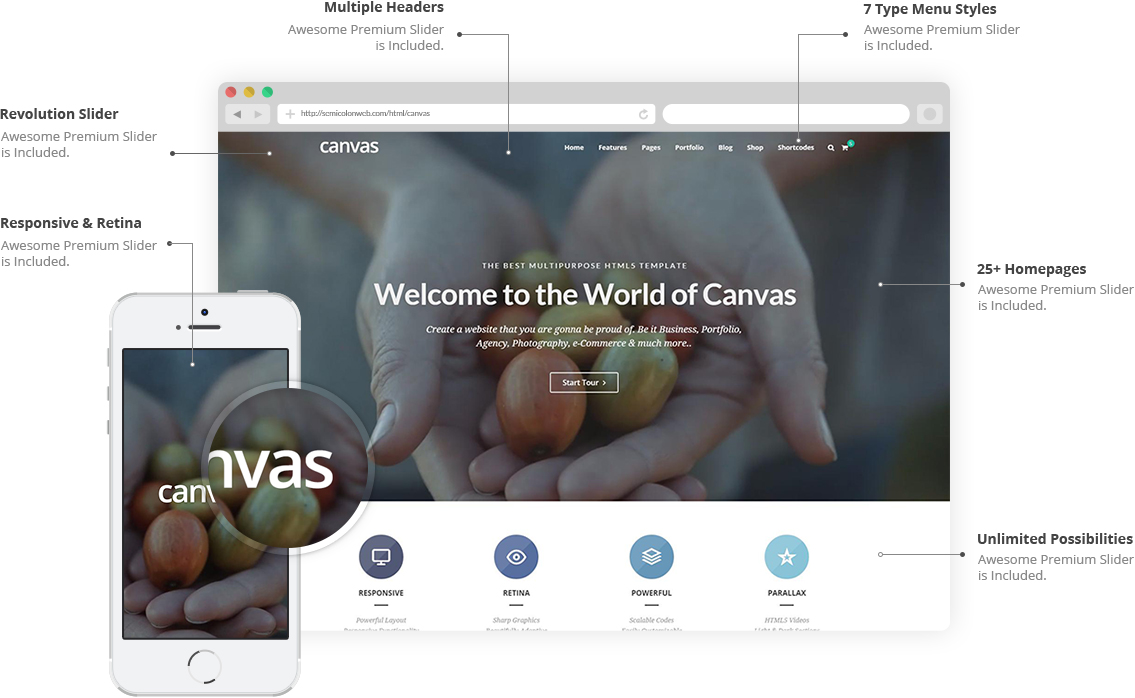 Multiple Headers
Awesome Premium Slider
is Included.
7 Type Menu Styles
Awesome Premium Slider
is Included.
Revolution Slider
Awesome Premium Slider
is Included.
Responsive & Retina
Awesome Premium Slider
is Included.
http://semicolonweb.com/html/canvas
canvas
Home Features Pages Portfolio Blog Shop Shortcodes
THE BEST MULTIPURPOSE HTML5 TEMPLATE
Welcome to the World of Canvas
Create a website that you are gonna be proud of. Be it Business, Portfolio,
Agency, Photography, e-Commerce & much more..
Start Tour >
25+ Homepages
Awesome Premium Slider
is Included.
canv
nvas
RESPONSIVE RETINA POWERFUL PARALLAX
Powerful Layout Sharp Graphics Scalable Codes HTML5 Videos
Unlimited Possibilities
Awesome Premium Slider
is Included.